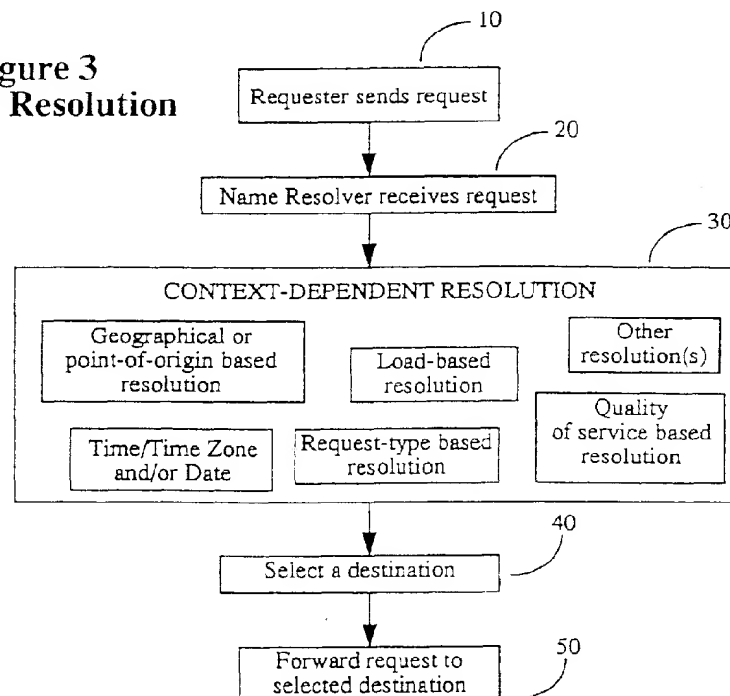 10
gure 3
Resolution
Requester sends request
20
Name Resolver receives request
30
CONTEXT-DEPENDENT RESOLUTION
Geographical or
point-of-origin based
resolution
Load-based
resolution
Other
resolution(s)
Time/Time Zone
and/or Date
Request-type based
resolution
Quality
of service based
resolution
40
Select a destination
50
Forward request to
selected destination